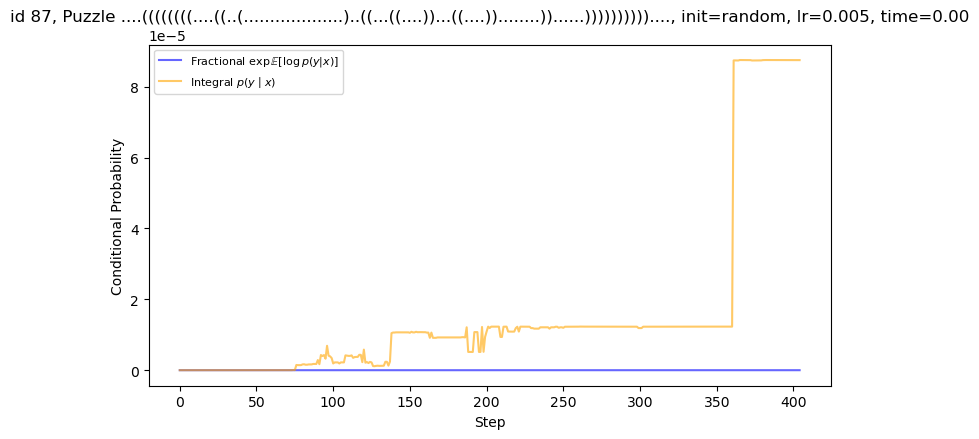 id 87, Puzzle ....((((((((....((..(....................)..((...((....))...((....))........))......))))))))))...., init=random, lr=0.005, time=0.00
1e−5
Fractional exp𝔼[log p(y|x)]
Integral p(y | x)
8
6
4
2
0
Conditional Probability
0 50 100 150 200 250 300 350 400
Step